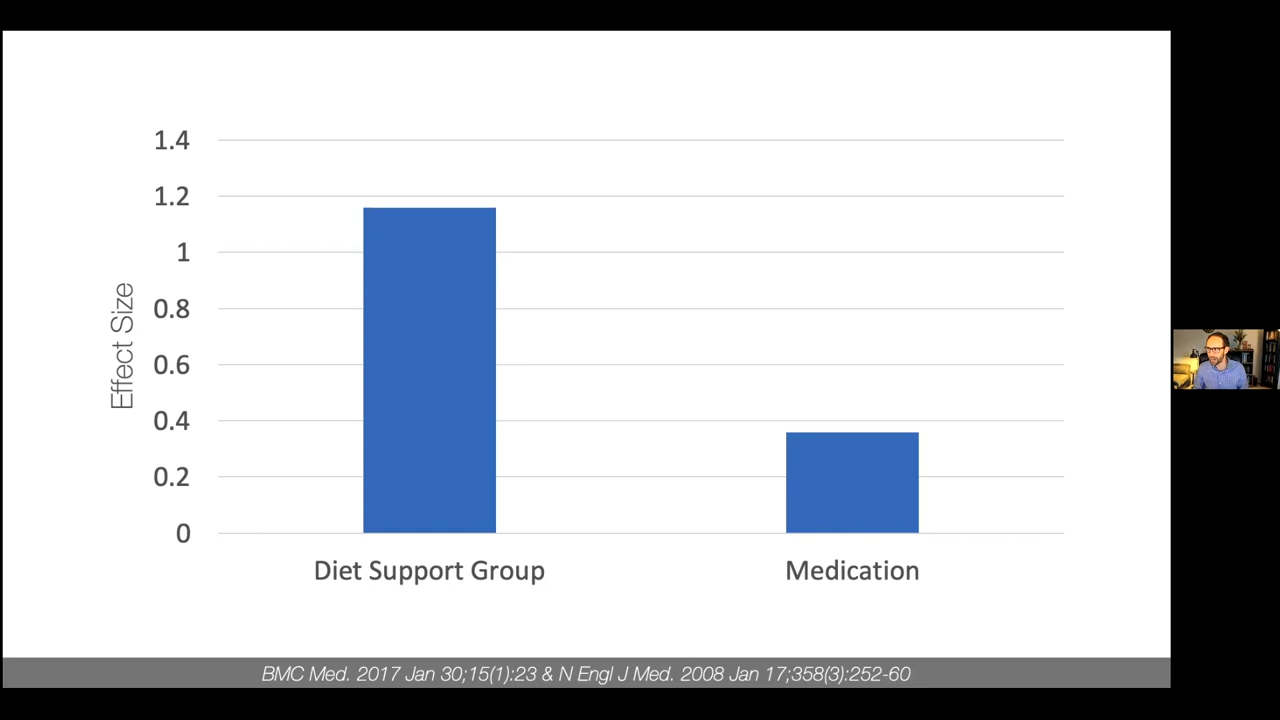 1.4
1.2
1
0.8
0.6
0.4
0.2
0
Effect Size
Diet Support Group
Medication
BMC Med. 2017 Jan 30;15(1):23 & N Engl J Med. 2008 Jan 17;358(3):252-60